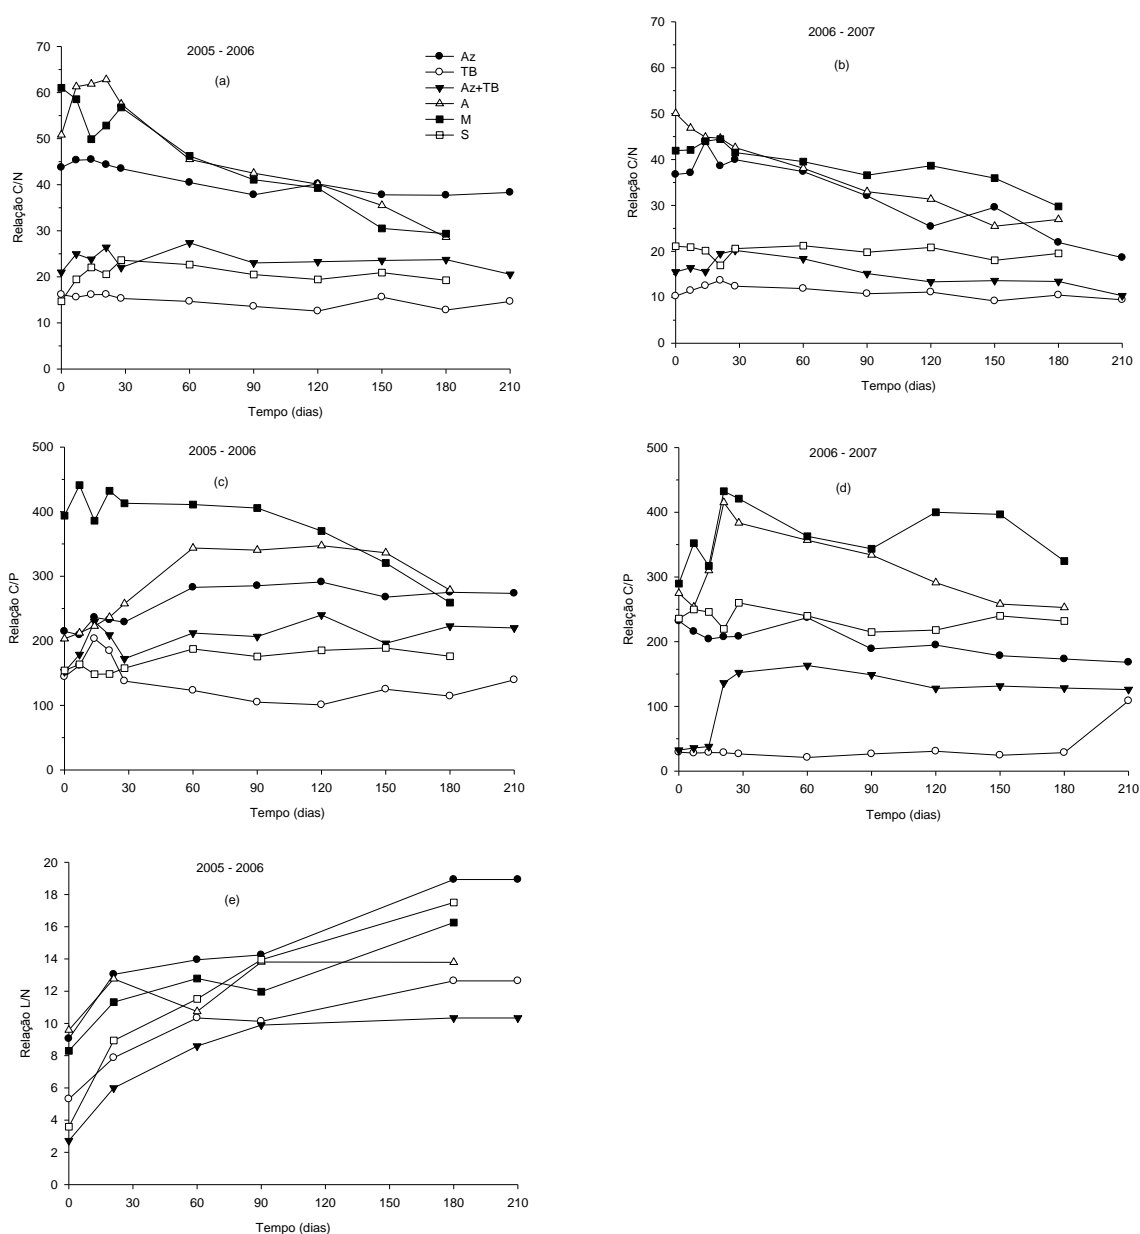 2005 - 2006
(a)
Az
TB
Az+TB
A
M
S
Relação C/N
70
60
50
40
30
20
10
0
0 30 60 90 120 150 180 210
Tempo (dias)
2006 - 2007
(b)
Relação C/N
70
60
50
40
30
20
10
0
0 30 60 90 120 150 180 210
Tempo (dias)
2005 - 2006
(c)
Relação C/P
500
400
300
200
100
0
0 30 60 90 120 150 180 210
Tempo (dias)
2006 - 2007
(d)
Relação C/P
500
400
300
200
100
0
0 30 60 90 120 150 180 210
Tempo (dias)
2005 - 2006
(e)
Relação L/N
20
18
16
14
12
10
8
6
4
2
0
0 30 60 90 120 150 180 210
Tempo (dias)